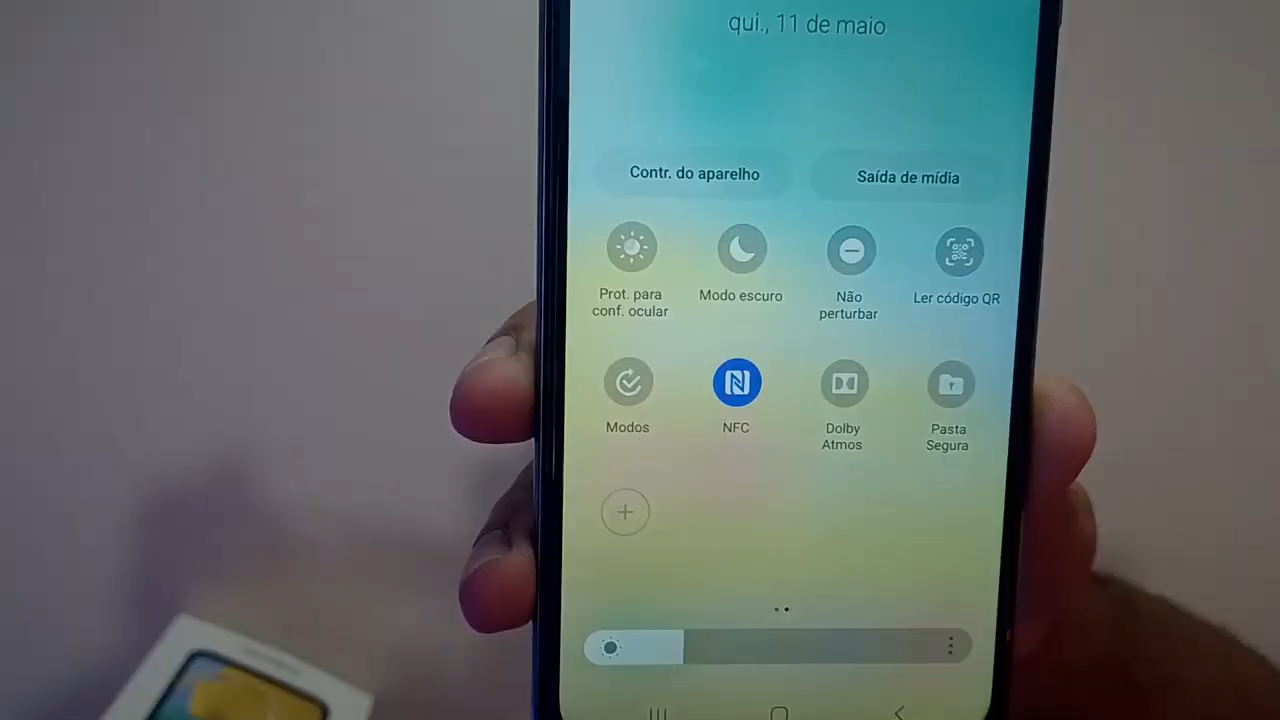 qui., 11 de maio
Contr. do aparelho
Saída de mídia
Prot. para
conf. ocular
Modo escuro
Não
perturbar
Ler código QR
Modos
NFC
Dolby
Atmos
Pasta
Segura